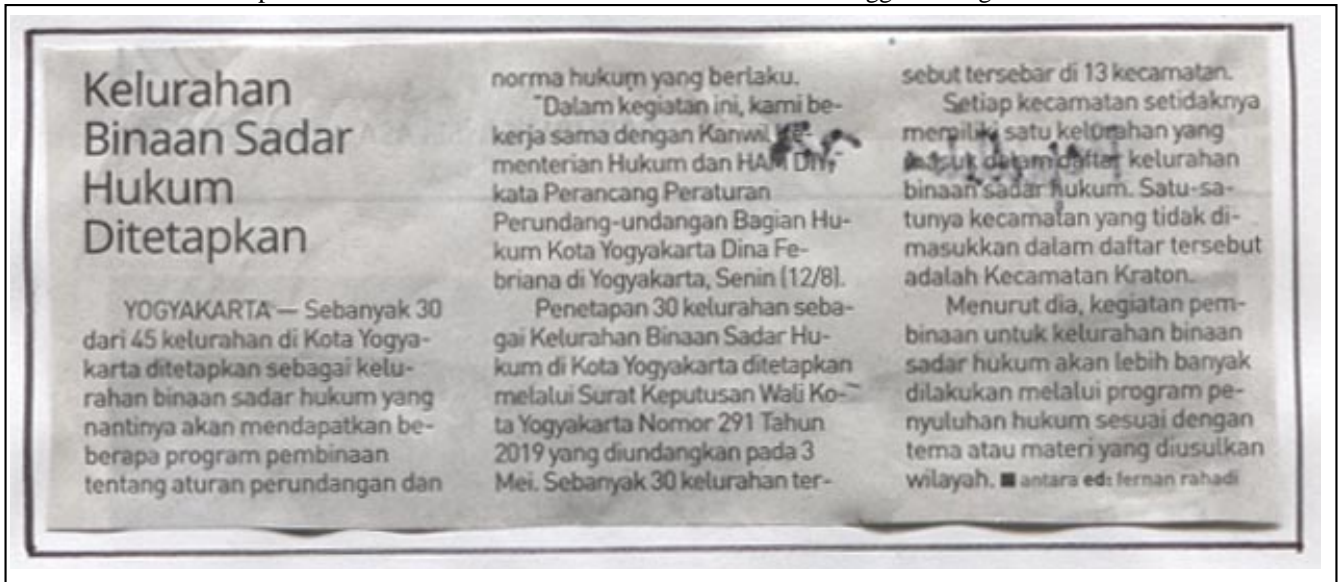 Kelurahan
Binaan Sadar
Hukum
Ditetapkan
YOGYAKARTA — Sebanyak 30
dari 45 kelurahan di Kota Yogya-
karta ditetapkan sebagai kelu-
rahan binaan sadar hukum yang
nantinya akan mendapatkan be-
berapa program pembinaan
tentang aturan perundangan dan
norma hukum yang berlaku.
"Dalam kegiatan ini, kami be-
kerja sama dengan Kanwil Ke-
menterian Hukum dan HAM DIY,"
kata Perancang Peraturan
Perundang-undangan Bagian Hu-
kum Kota Yogyakarta Dina Fe-
briana di Yogyakarta, Senin (12/8).
Penetapan 30 kelurahan seba-
gai Kelurahan Binaan Sadar Hu-
kum di Kota Yogyakarta ditetapkan
melalui Surat Keputusan Wali Ko-
ta Yogyakarta Nomor 291 Tahun
2019 yang diundangkan pada 3
Mei. Sebanyak 30 kelurahan ter-
sebut tersebar di 13 kecamatan.
Setiap kecamatan setidaknya
memiliki satu kelurahan yang
masuk dalam daftar kelurahan
binaan sadar hukum. Satu-sa-
tunya kecamatan yang tidak di-
masukkan dalam daftar tersebut
adalah Kecamatan Kraton.
Menurut dia, kegiatan pem-
binaan untuk kelurahan binaan
sadar hukum akan lebih banyak
dilakukan melalui program pe-
nyuluhan hukum sesuai dengan
tema atau materi yang diusulkan
wilayah. ■ antara ed: fernan rahadi